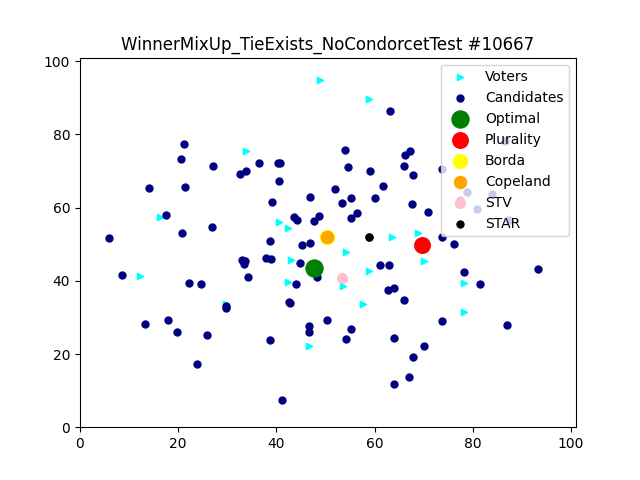 WinnerMixUp_TieExists_NoCondorcetTest #10667
100
80
60
40
20
0
0
20
40
60
80
100
Voters
Candidates
Optimal
Plurality
Borda
Copeland
STV
STAR